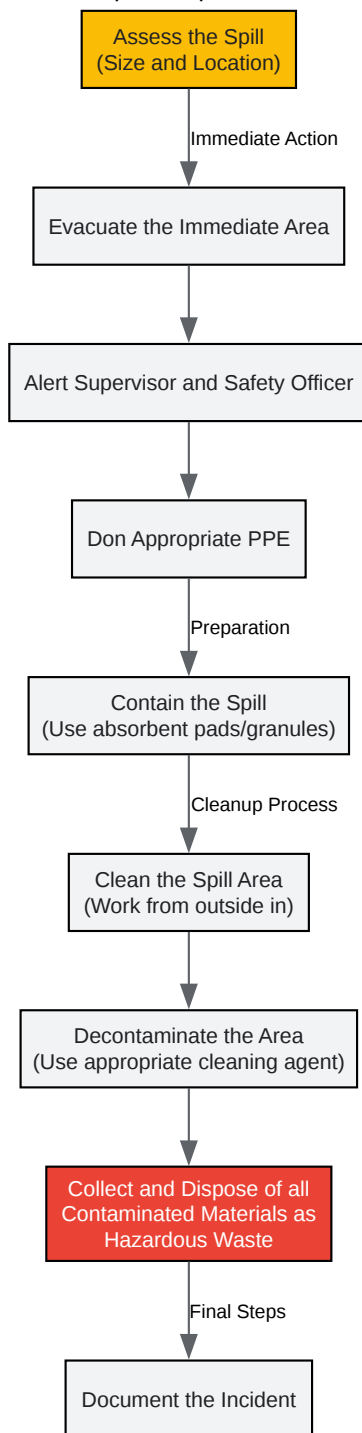 Assess the Spill
(Size and Location)
Immediate Action
Evacuate the Immediate Area
Alert Supervisor and Safety Officer
Don Appropriate PPE
Preparation
Contain the Spill
(Use absorbent pads/granules)
Cleanup Process
Clean the Spill Area
(Work from outside in)
Decontaminate the Area
(Use appropriate cleaning agent)
Collect and Dispose of all
Contaminated Materials as
Hazardous Waste
Final Steps
Document the Incident